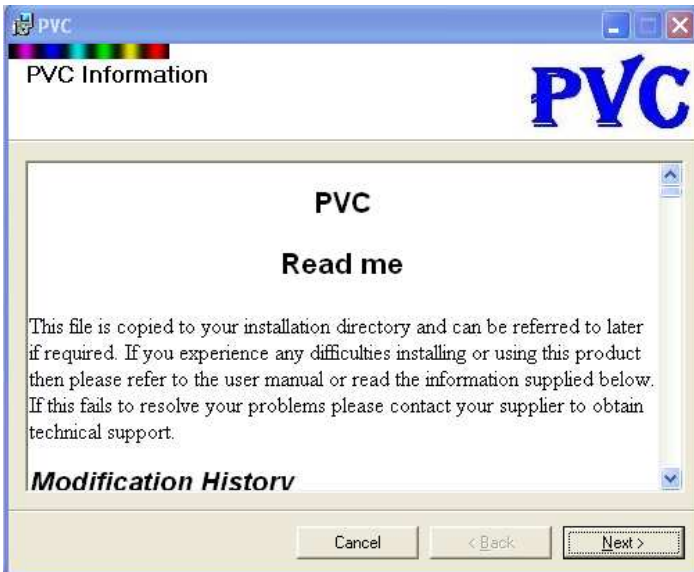 PVC
PVC Information
PVC
PVC
Read me
This file is copied to your installation directory and can be referred to later
if required. If you experience any difficulties installing or using this product
then please refer to the user manual or read the information supplied below.
If this fails to resolve your problems please contact your supplier to obtain
technical support.
Modification History
Cancel
< Back
Next >